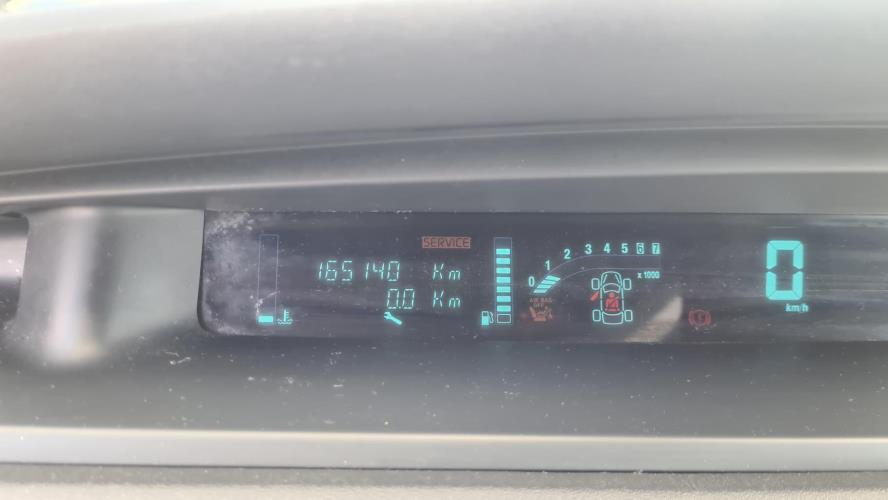 SERVICE
165140 Km
0.0 Km
0 1 2 3 4 5 6 7
x 1000
AIR BAG
OFF
0
km/h